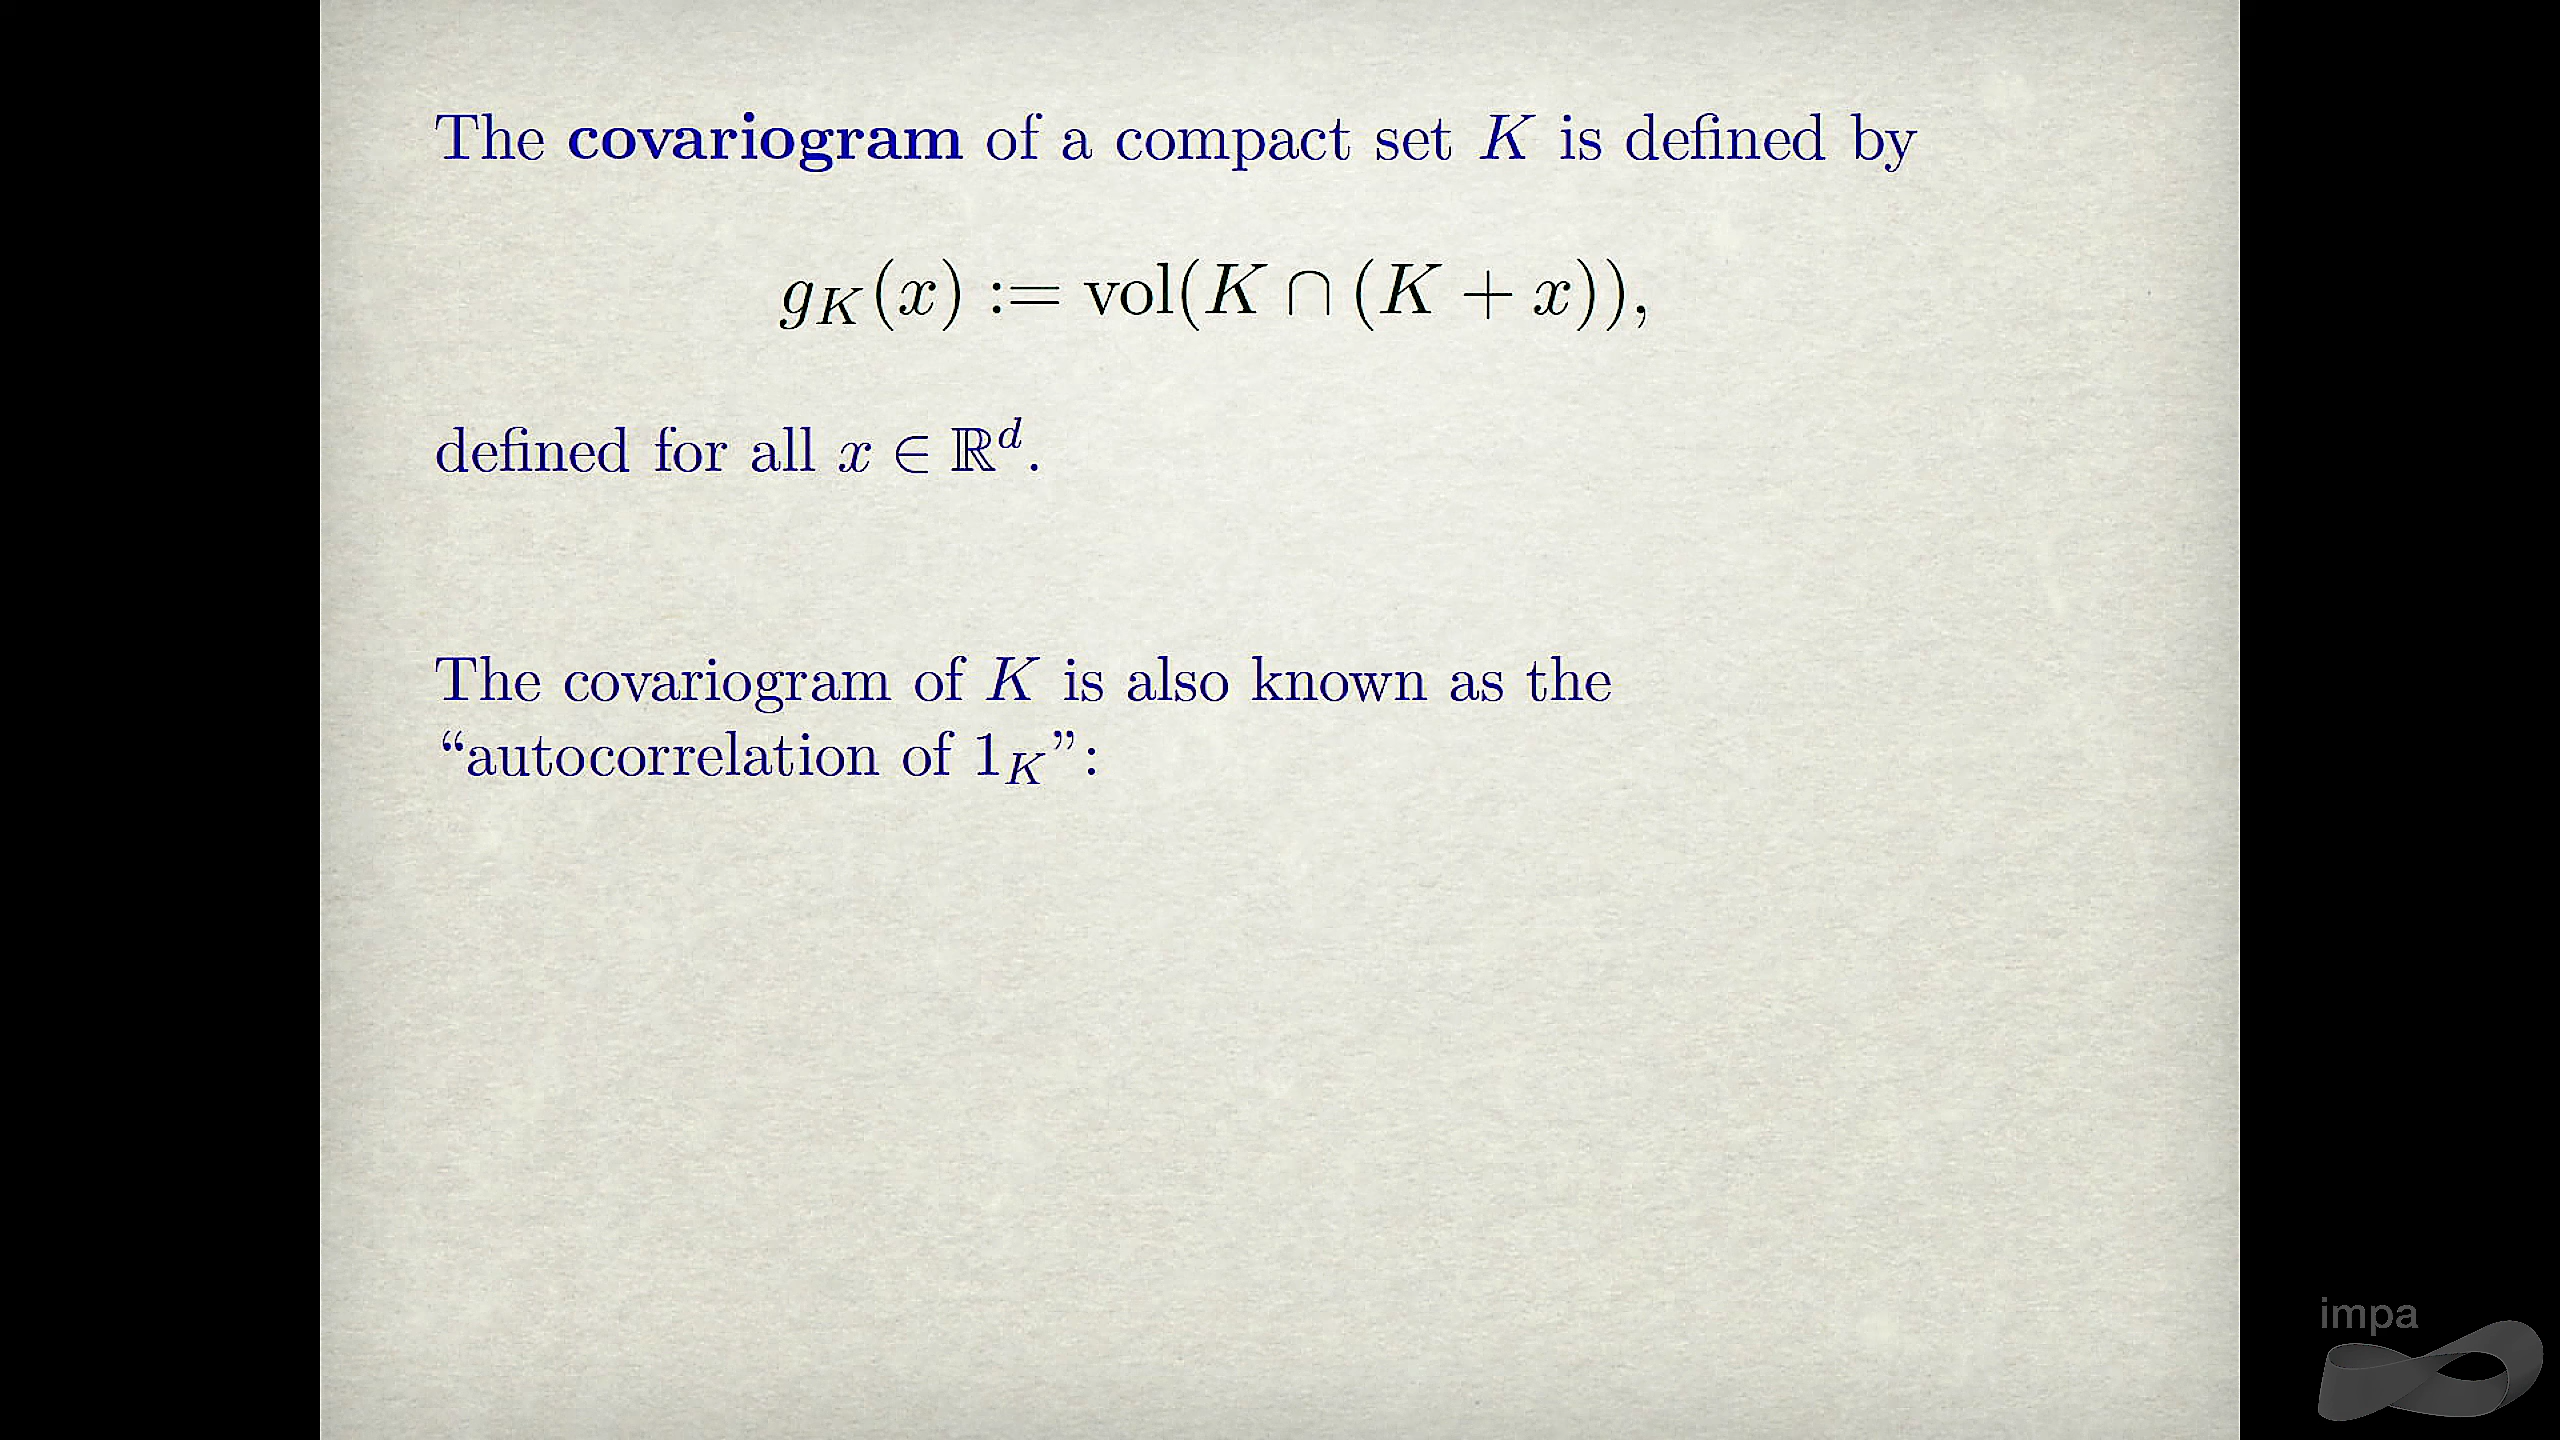 The covariogram of a compact set K is defined by
g_K(x) := vol(K ∩ (K + x)),
defined for all x ∈ ℝ^d.
The covariogram of K is also known as the
“autocorrelation of 1_K”:
impa